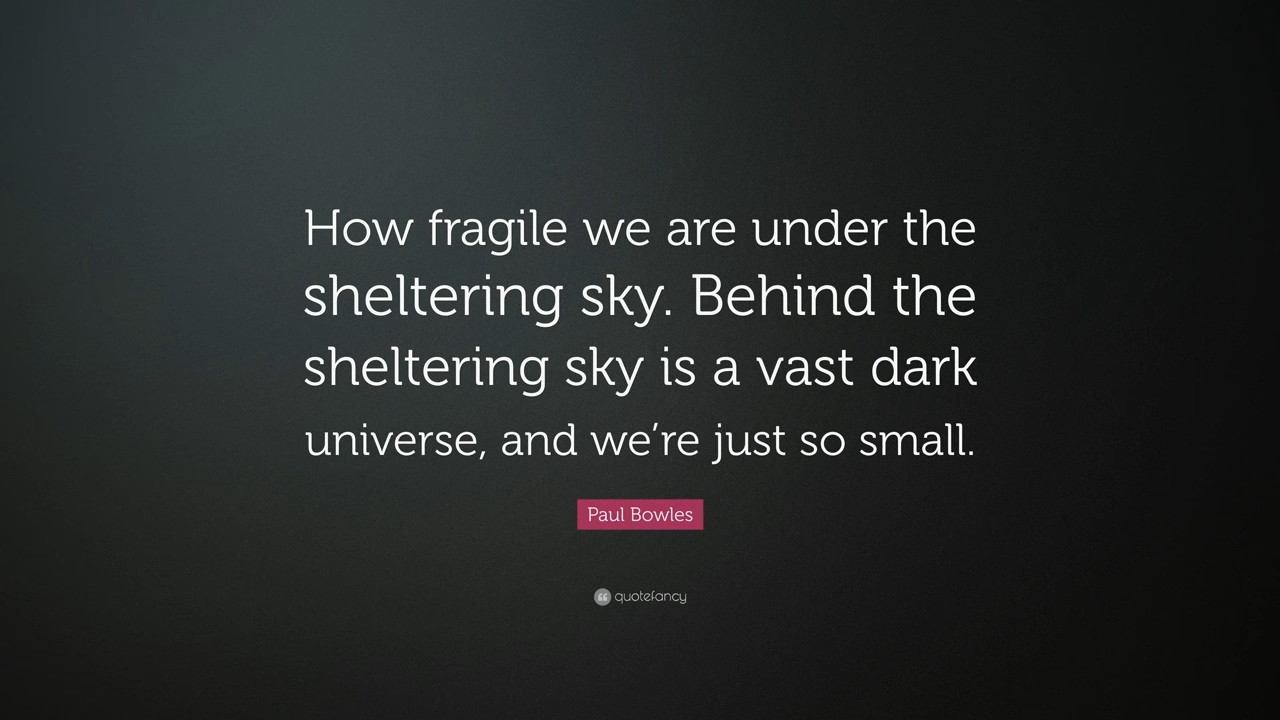 How fragile we are under the
sheltering sky. Behind the
sheltering sky is a vast dark
universe, and we’re just so small.
Paul Bowles
quotefancy